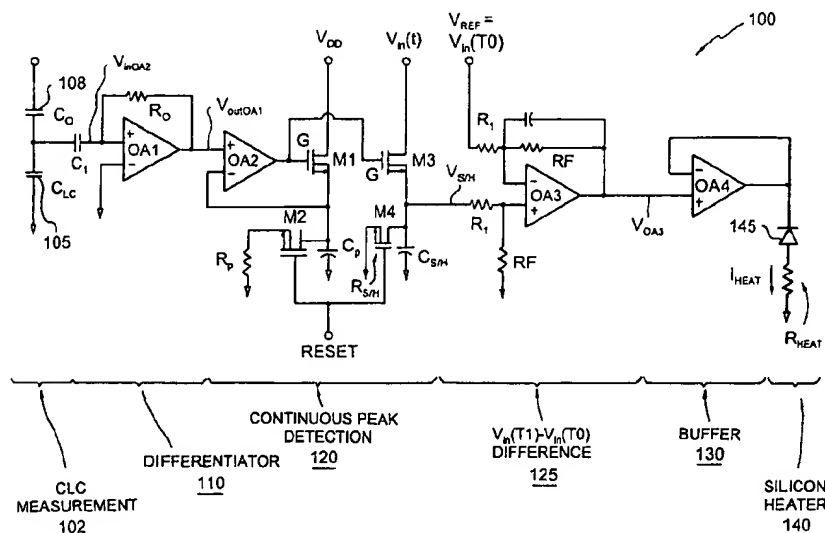 100
V_DD
V_in(t)
V_REF =
V_in(T0)
V_inOA2
108
C_O
R_O
V_outOA1
C_1
+
−
OA1
+
−
OA2
G
M1
G
M3
R_1
RF
V_S/H
−
+
OA3
−
+
OA4
C_LC
105
M2
R_P
C_P
M4
R_S/H
C_S/H
R_1
RF
V_OA3
145
I_HEAT
R_HEAT
RESET
CLC
MEASUREMENT
102
DIFFERENTIATOR
110
CONTINUOUS PEAK
DETECTION
120
V_in(T1)-V_in(T0)
DIFFERENCE
125
BUFFER
130
SILICON
HEATER
140